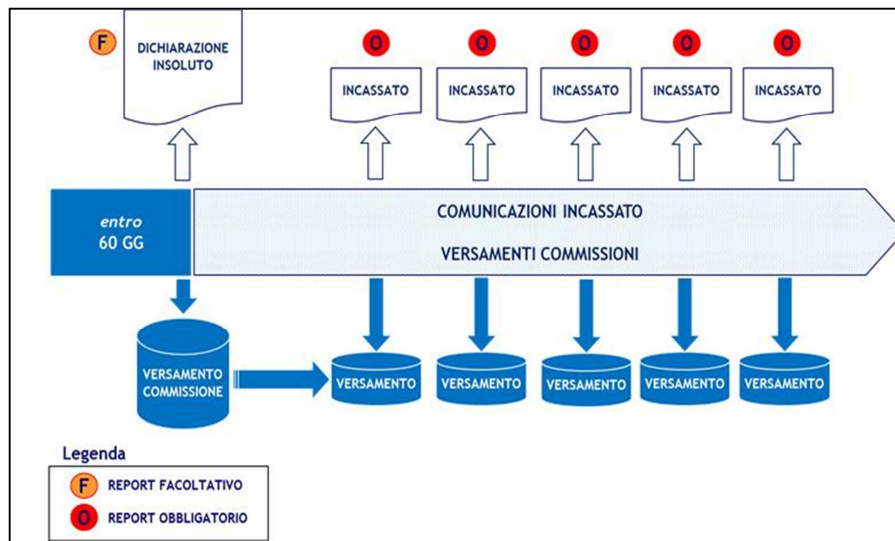 F
DICHIARAZIONE
INSOLUTO
O
O
O
O
O
INCASSATO
INCASSATO
INCASSATO
INCASSATO
INCASSATO
entro
60 GG
COMUNICAZIONI INCASSATO
VERSAMENTI COMMISSIONI
VERSAMENTO
COMMISSIONE
VERSAMENTO
VERSAMENTO
VERSAMENTO
VERSAMENTO
VERSAMENTO
Legenda
F REPORT FACOLTATIVO
O REPORT OBBLIGATORIO